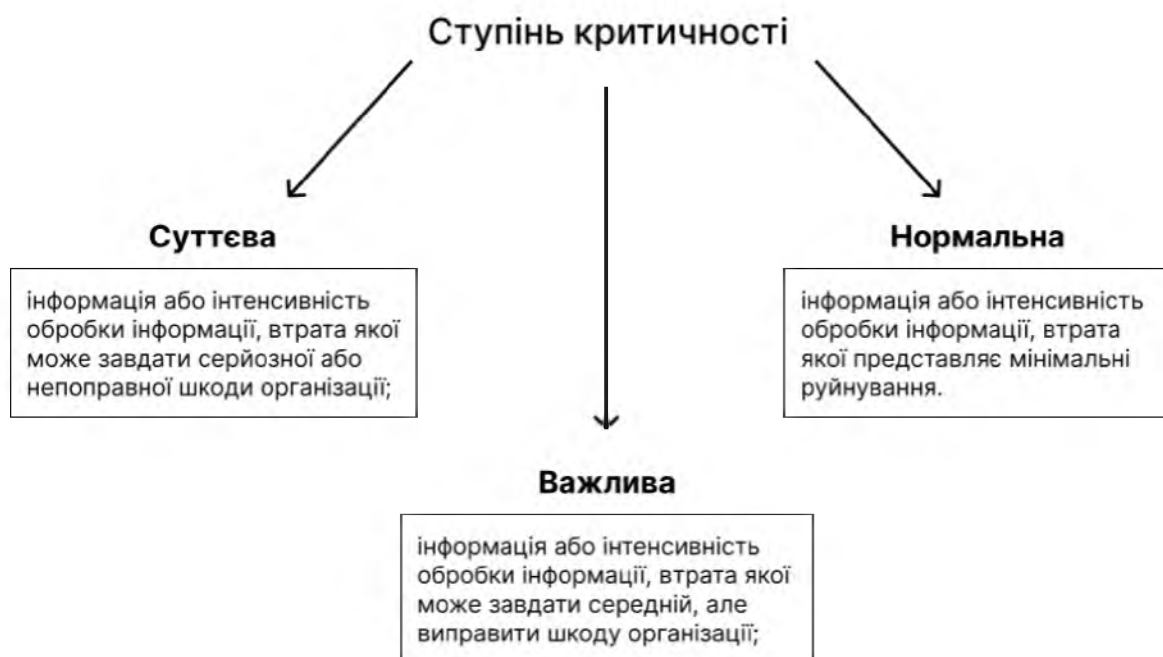 Ступінь критичності
Суттєва
інформація або інтенсивність
обробки інформації, втрата якої
може завдати серйозної або
непоправної шкоди організації;
Нормальна
інформація або інтенсивність
обробки інформації, втрата
якої представляє мінімальні
руйнування.
Важлива
інформація або інтенсивність
обробки інформації, втрата якої
може завдати середній, але
виправити шкоду організації;